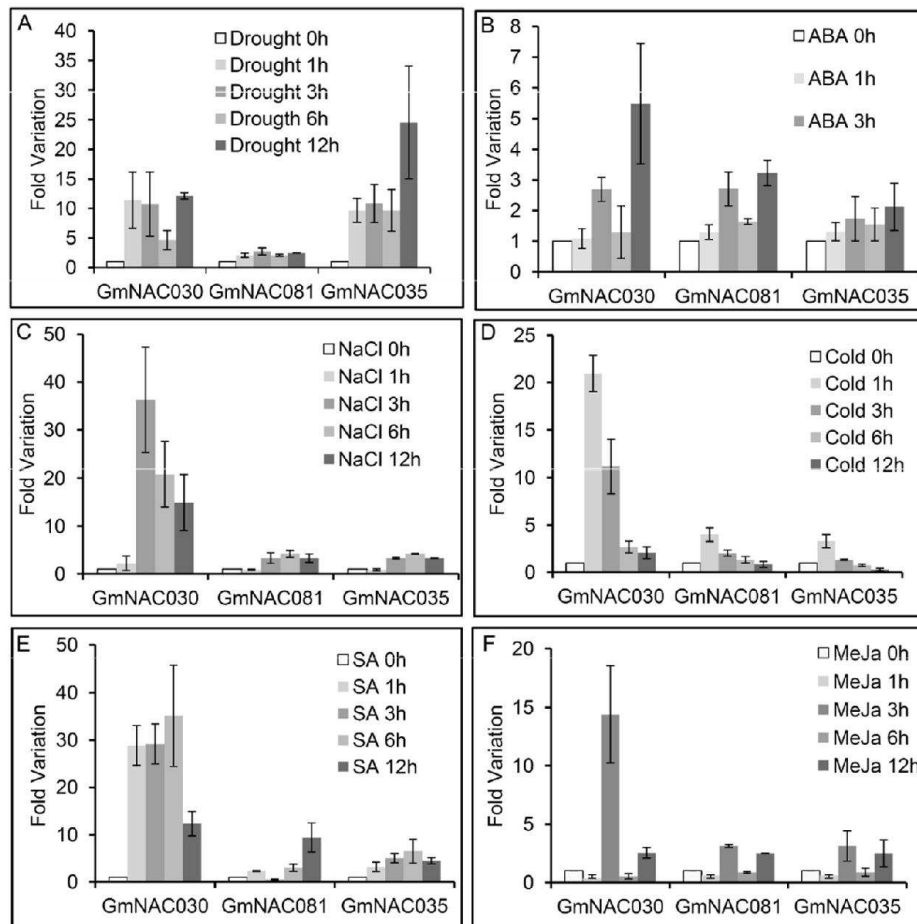 A
Fold Variation
40
35
30
25
20
15
10
5
0
Drought 0h
Drought 1h
Drought 3h
Drougth 6h
Drought 12h
GmNAC030 GmNAC081 GmNAC035
B
Fold Variation
8
7
6
5
4
3
2
1
0
ABA 0h
ABA 1h
ABA 3h
GmNAC030 GmNAC081 GmNAC035
C
Fold Variation
50
40
30
20
10
0
NaCl 0h
NaCl 1h
NaCl 3h
NaCl 6h
NaCl 12h
GmNAC030 GmNAC081 GmNAC035
D
Fold Variation
25
20
15
10
5
0
Cold 0h
Cold 1h
Cold 3h
Cold 6h
Cold 12h
GmNAC030 GmNAC081 GmNAC035
E
Fold Variation
50
40
30
20
10
0
SA 0h
SA 1h
SA 3h
SA 6h
SA 12h
GmNAC030 GmNAC081 GmNAC035
F
Fold Variation
20
15
10
5
0
MeJa 0h
MeJa 1h
MeJa 3h
MeJa 6h
MeJa 12h
GmNAC030 GmNAC081 GmNAC035